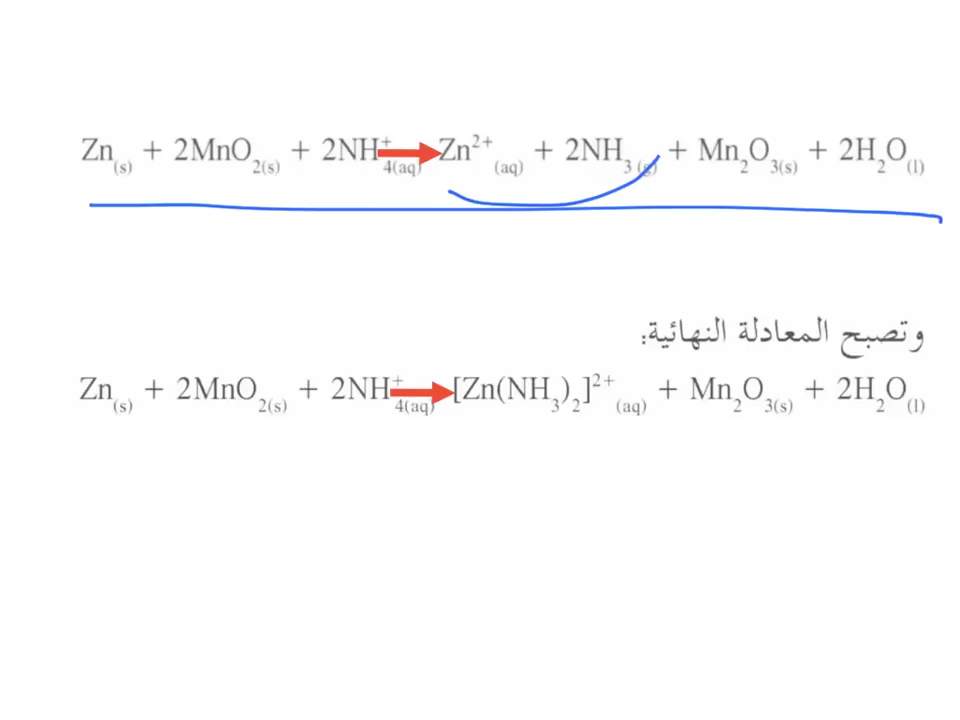 Zn(s) + 2MnO2(s) + 2NH4+(aq) → Zn2+(aq) + 2NH3(g) + Mn2O3(s) + 2H2O(l)
وتصبح المعادلة النهائية:
Zn(s) + 2MnO2(s) + 2NH4+(aq) → [Zn(NH3)2]2+(aq) + Mn2O3(s) + 2H2O(l)